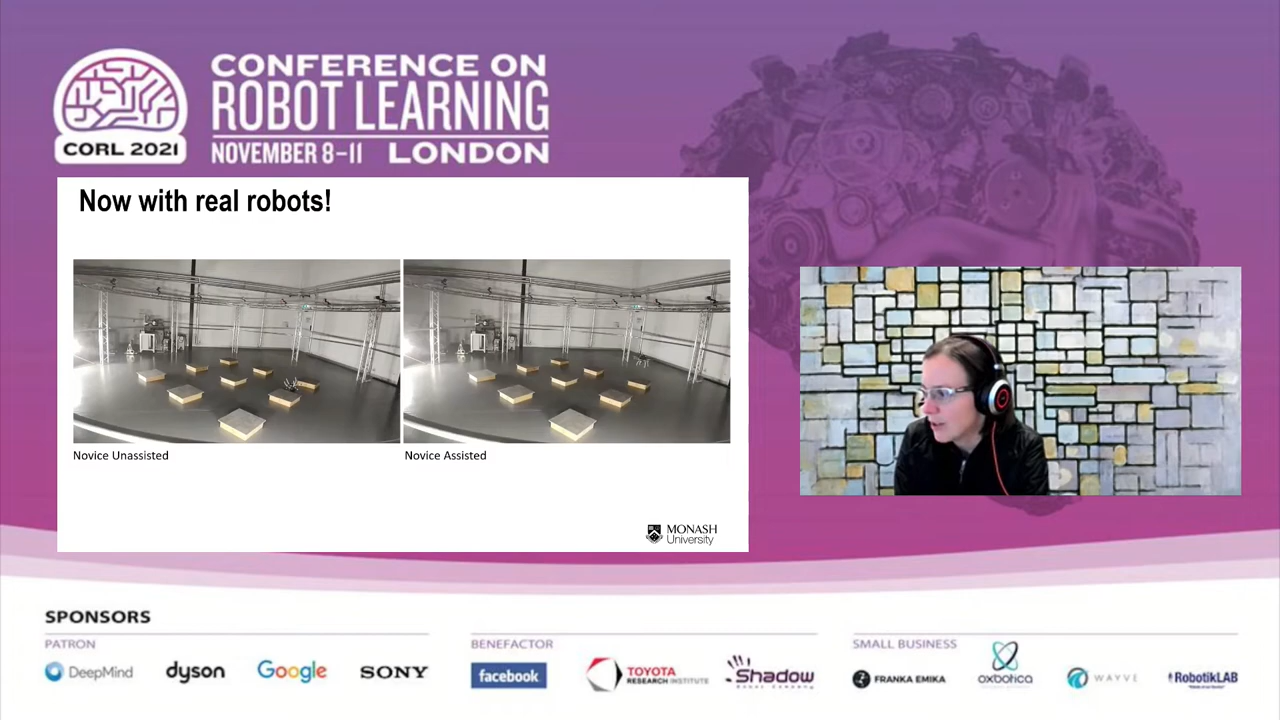 CONFERENCE ON
ROBOT LEARNING
NOVEMBER 8–11 LONDON
CORL 2021
Now with real robots!
Novice Unassisted
Novice Assisted
MONASH
University
SPONSORS
PATRON
DeepMind
dyson
Google
SONY
BENEFACTOR
facebook
TOYOTA
RESEARCH INSTITUTE
Shadow
Robot Company
SMALL BUSINESS
FRANKA EMIKA
oxbotica
WAYVE
RobotikLAB